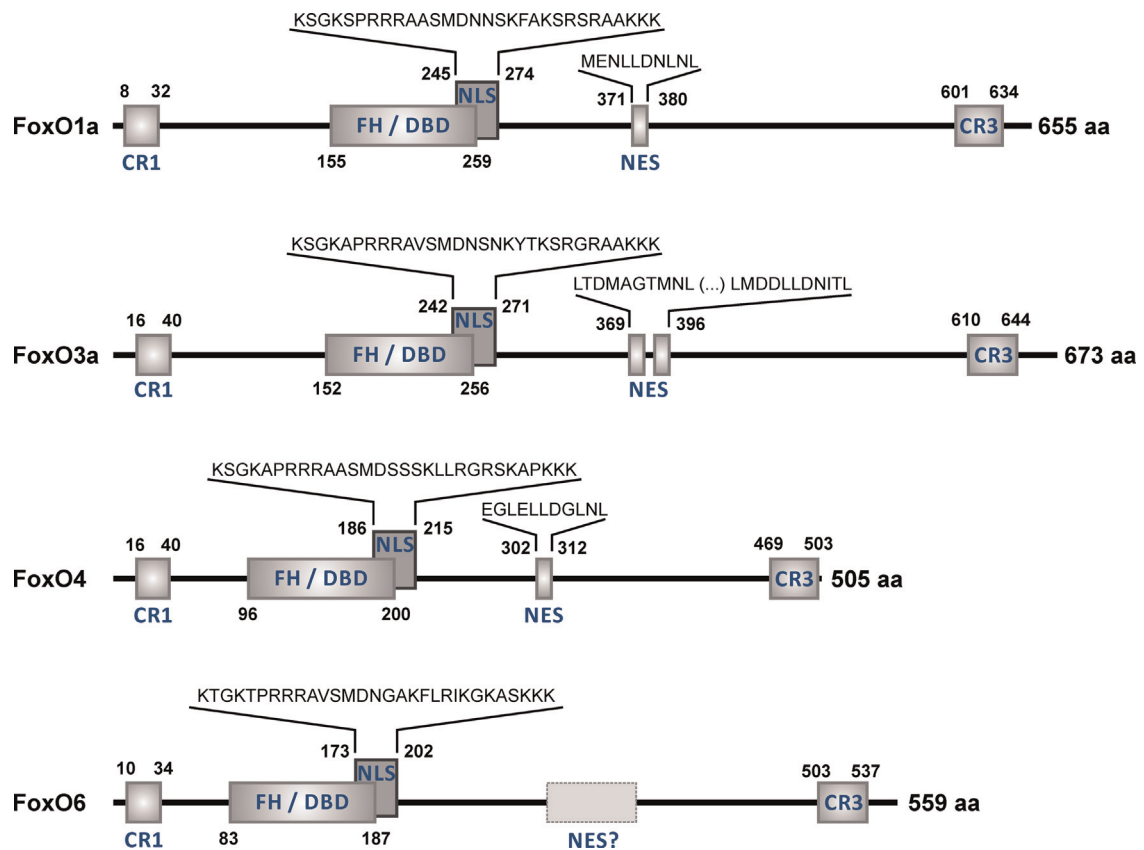 KSGKSPRRRAASMDNNSKFAKSRSRAAKKK
MENLLDNLNL
245 274
371 380
8 32
NLS
601 634
FoxO1a
FH / DBD
CR3
655 aa
CR1
155
259
NES
KSGKAPRRRAVSMDNSNKYTKSRGRAAKKK
LTDMAGTMNL (...) LMDDLLDNITL
242 271
369 396
16 40
NLS
610 644
FoxO3a
FH / DBD
CR3
673 aa
CR1
152
256
NES
KSGKAPRRRAASMDSSSKLLRGRSKAPKKK
EGLELLDGLNL
186 215
302 312
16 40
NLS
469 503
FoxO4
FH / DBD
CR3
505 aa
CR1
96
200
NES
KTGKTPRRRAVSMDNGAKFLRIKGKASKKK
173 202
10 34
NLS
503 537
FoxO6
FH / DBD
CR3
559 aa
CR1
83
187
NES?